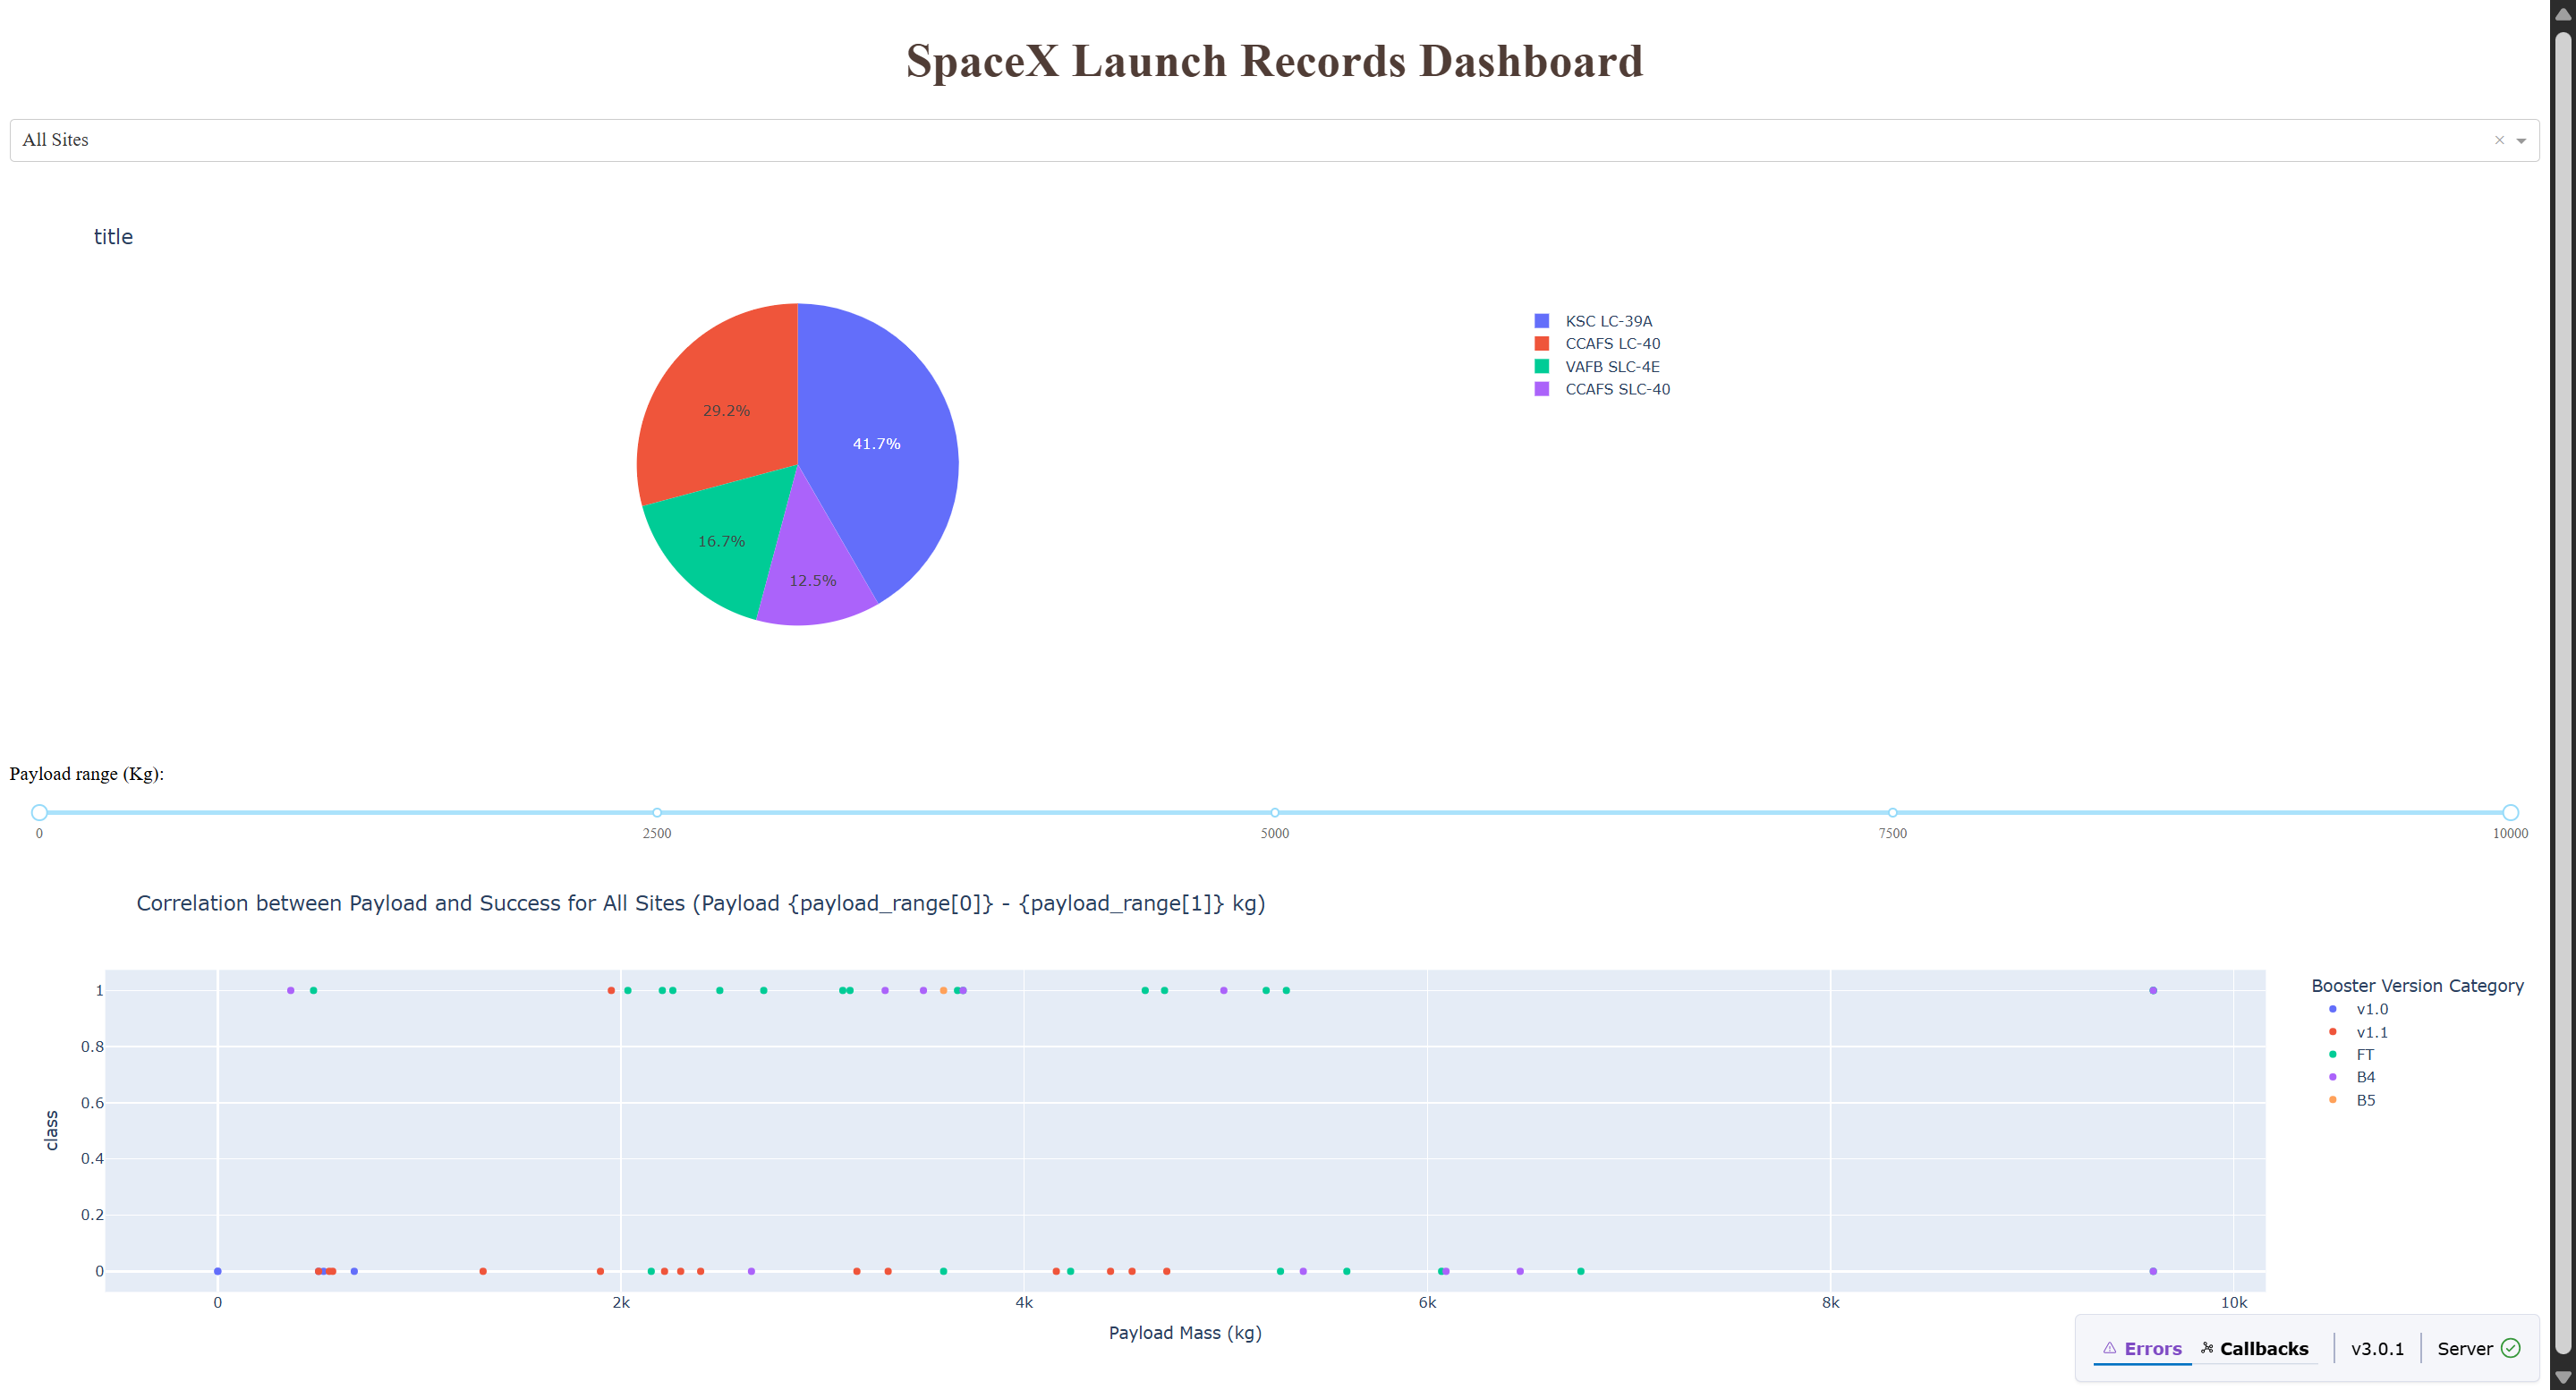 SpaceX Launch Records Dashboard
All Sites
title
KSC LC-39A
CCAFS LC-40
VAFB SLC-4E
CCAFS SLC-40
29.2%
41.7%
16.7%
12.5%
Payload range (Kg):
0 2500 5000 7500 10000
Correlation between Payload and Success for All Sites (Payload {payload_range[0]} - {payload_range[1]} kg)
Booster Version Category
v1.0
v1.1
FT
B4
B5
class
1
0.8
0.6
0.4
0.2
0
0 2k 4k 6k 8k 10k
Payload Mass (kg)
Errors Callbacks v3.0.1 Server